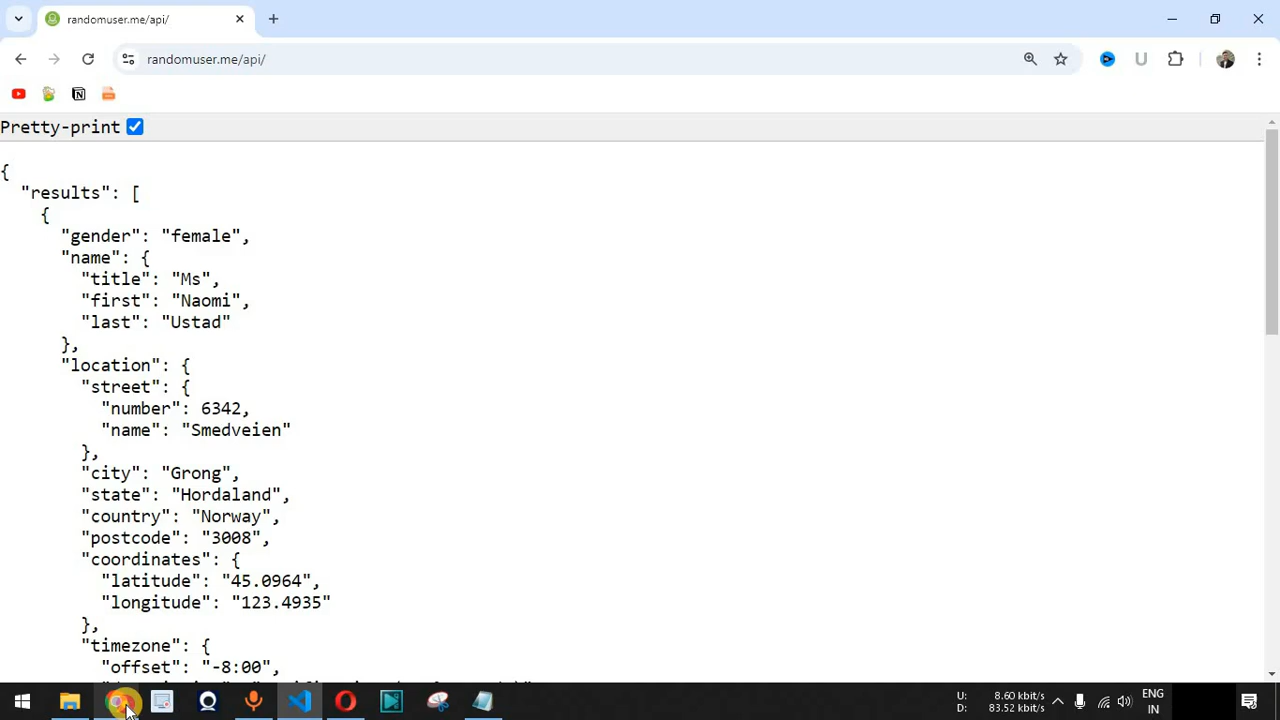 randomuser.me/api/
randomuser.me/api/
U
Pretty-print
{
"results": [
{
"gender": "female",
"name": {
"title": "Ms",
"first": "Naomi",
"last": "Ustad"
},
"location": {
"street": {
"number": 6342,
"name": "Smedveien"
},
"city": "Grong",
"state": "Hordaland",
"country": "Norway",
"postcode": "3008",
"coordinates": {
"latitude": "45.0964",
"longitude": "123.4935"
},
"timezone": {
"offset": "-8:00",
U: 8.60 kbit/s
D: 83.52 kbit/s
ENG
IN